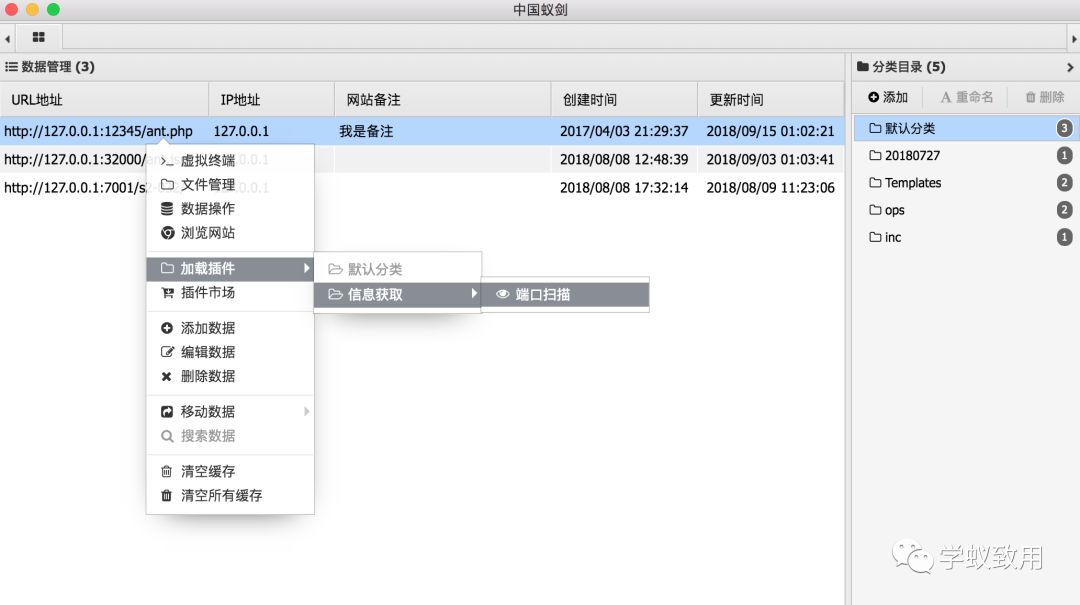 中国蚁剑
数据管理 (3)
分类目录 (5)
URL地址 IP地址 网站备注 创建时间 更新时间
添加 重命名 删除
http://127.0.0.1:12345/ant.php 127.0.0.1 我是备注 2017/04/03 21:29:37 2018/09/15 01:02:21
http://127.0.0.1:32000/ant.jsp 0.0.1 2018/08/08 12:48:39 2018/09/03 01:03:41
http://127.0.0.1:7001/s2 0.0.1 2018/08/08 17:32:14 2018/08/09 11:23:06
虚拟终端
文件管理
数据操作
浏览网站
加载插件
插件市场
添加数据
编辑数据
删除数据
移动数据
搜索数据
清空缓存
清空所有缓存
默认分类
信息获取
端口扫描
默认分类 3
20180727 1
Templates 2
ops 2
inc 1
学蚁致用